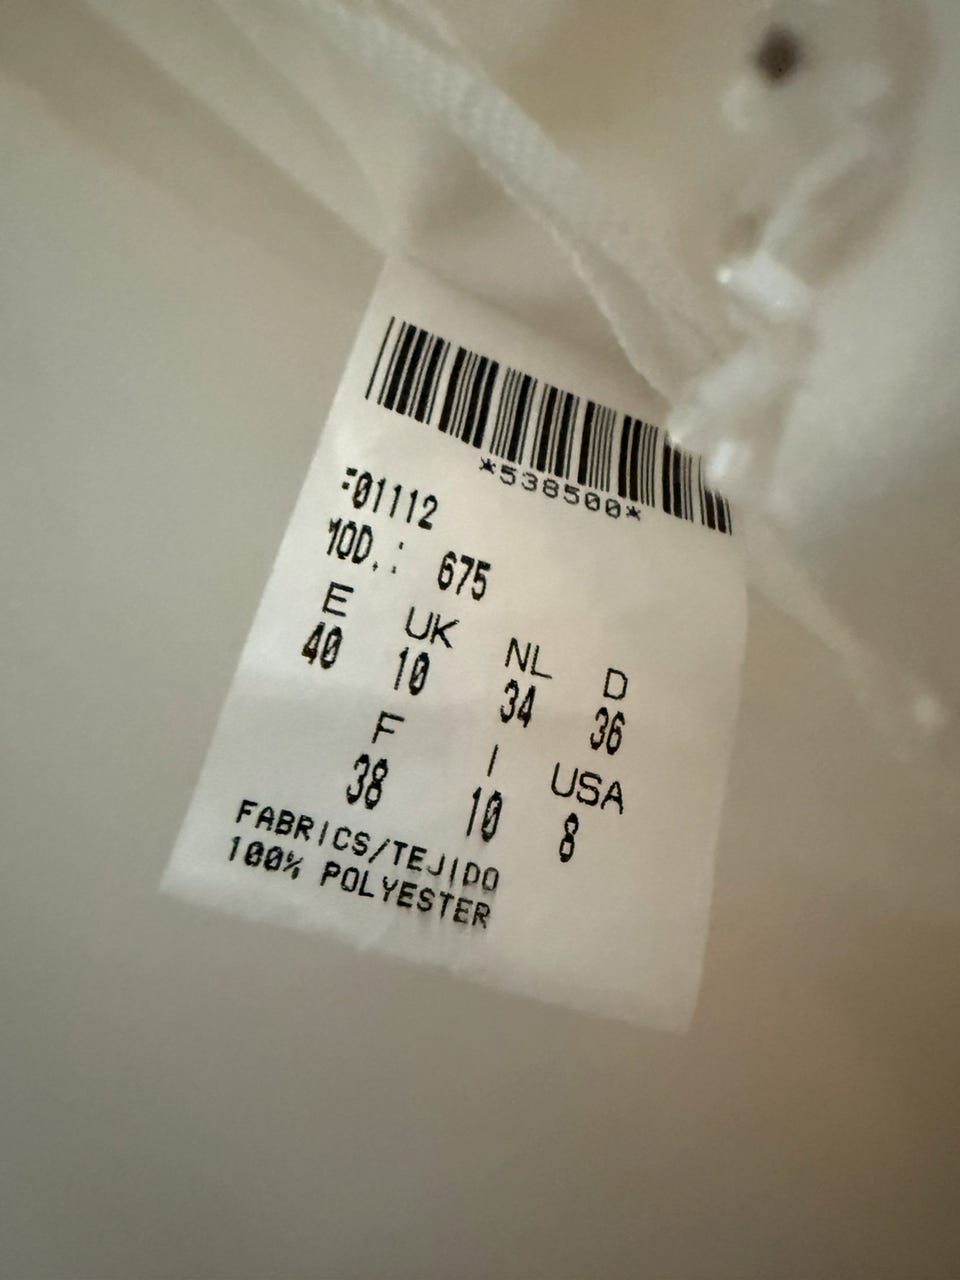 *538500*
01112
MOD.: 675
E UK NL D
40 10 34 36
F I USA
38 10 8
FABRICS/TEJIDO
100% POLYESTER